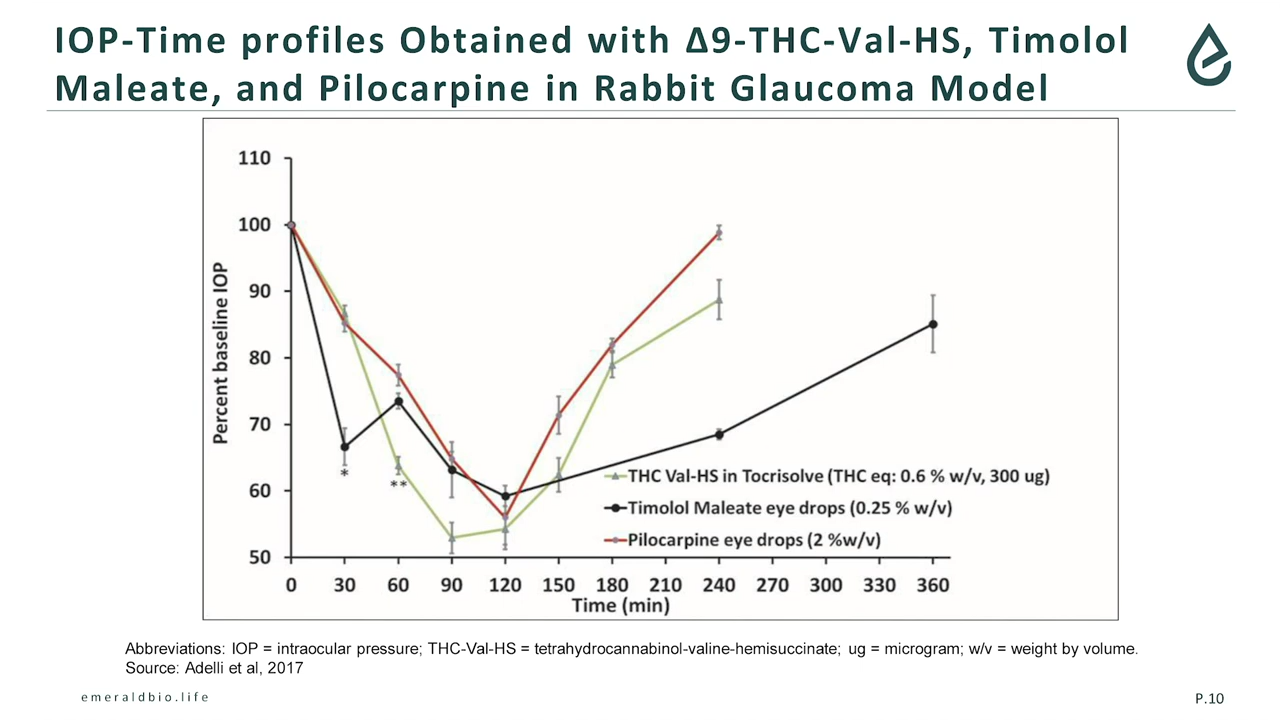 IOP-Time profiles Obtained with Δ9-THC-Val-HS, Timolol
Maleate, and Pilocarpine in Rabbit Glaucoma Model
110
100
90
80
70
60
50
Percent baseline IOP
*
**
THC Val-HS in Tocrisolve (THC eq: 0.6 % w/v, 300 ug)
Timolol Maleate eye drops (0.25 % w/v)
Pilocarpine eye drops (2 %w/v)
0 30 60 90 120 150 180 210 240 270 300 330 360
Time (min)
Abbreviations: IOP = intraocular pressure; THC-Val-HS = tetrahydrocannabinol-valine-hemisuccinate; ug = microgram; w/v = weight by volume.
Source: Adelli et al, 2017
emeraldbio.life
P.10